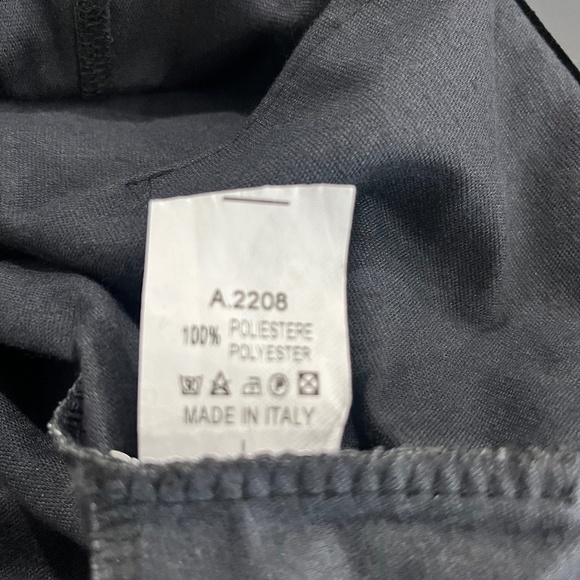 A.2208
100% POLIESTERE
POLYESTER
MADE IN ITALY